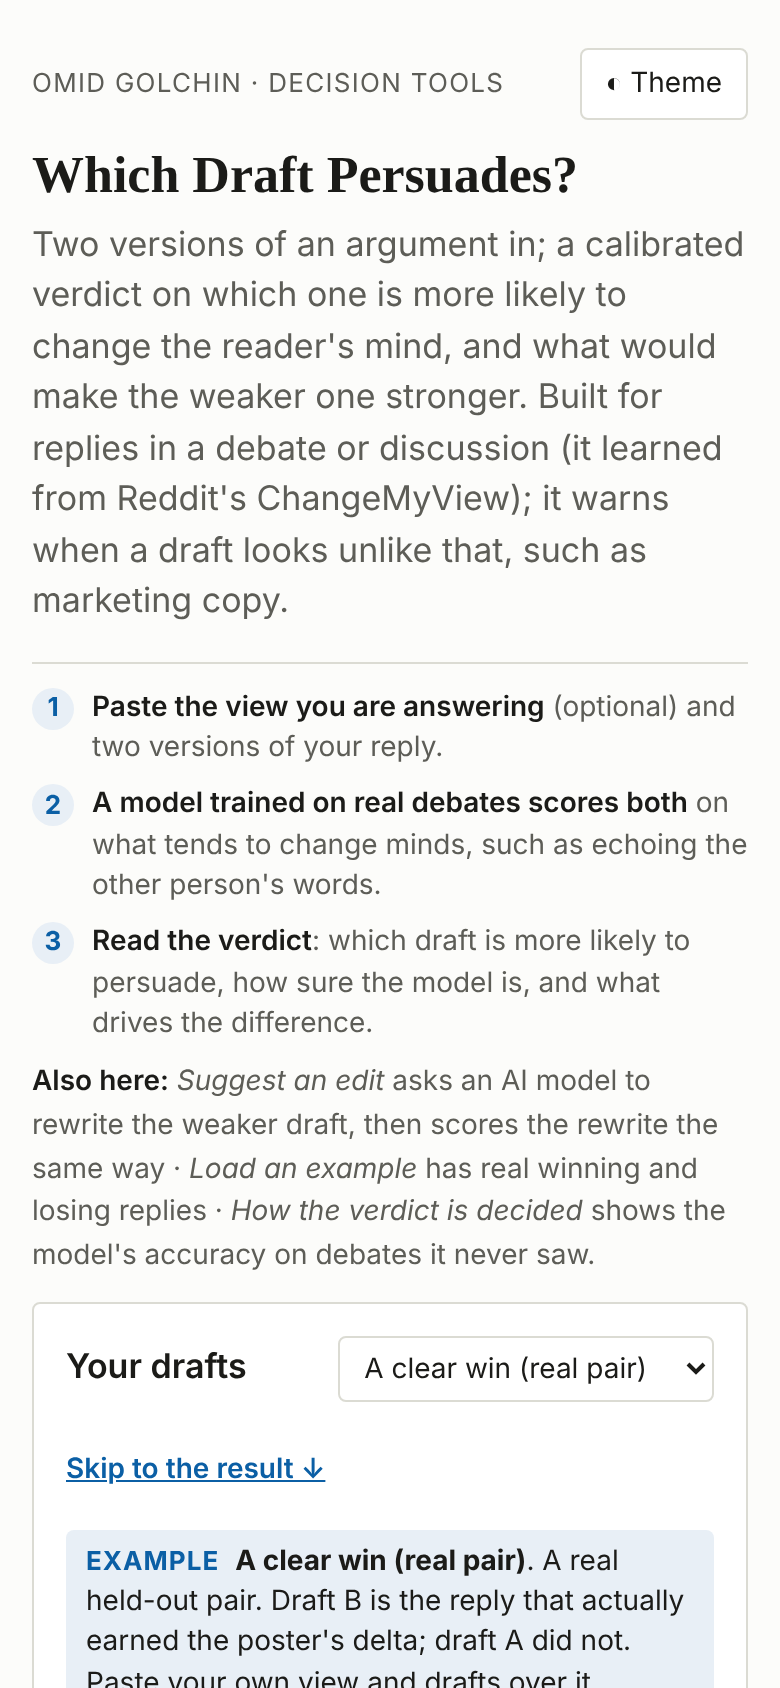 OMID GOLCHIN · DECISION TOOLS
Theme
Which Draft Persuades?
Two versions of an argument in; a calibrated
verdict on which one is more likely to
change the reader's mind, and what would
make the weaker one stronger. Built for
replies in a debate or discussion (it learned
from Reddit's ChangeMyView); it warns
when a draft looks unlike that, such as
marketing copy.
1 Paste the view you are answering (optional) and
two versions of your reply.
2 A model trained on real debates scores both on
what tends to change minds, such as echoing the
other person's words.
3 Read the verdict: which draft is more likely to
persuade, how sure the model is, and what
drives the difference.
Also here: Suggest an edit asks an AI model to
rewrite the weaker draft, then scores the rewrite the
same way · Load an example has real winning and
losing replies · How the verdict is decided shows the
model's accuracy on debates it never saw.
Your drafts
A clear win (real pair)
Skip to the result ↓
EXAMPLE A clear win (real pair). A real
held-out pair. Draft B is the reply that actually
earned the poster's delta; draft A did not.
Paste your own view and drafts over it